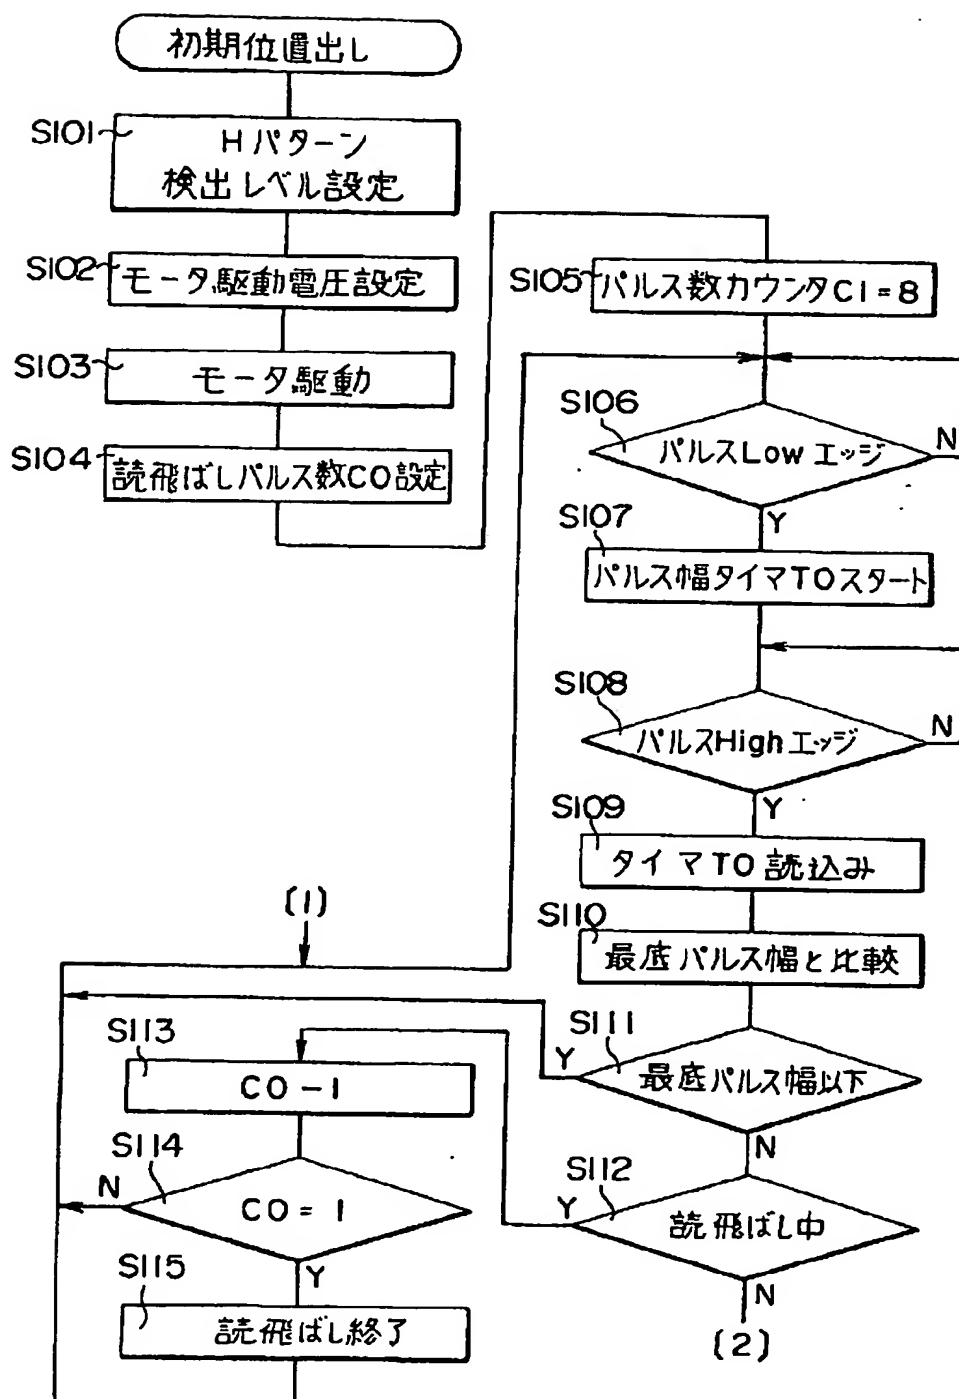 初期位置出し
S101
Hパターン
検出レベル設定
S102
モータ駆動電圧設定
S103
モータ駆動
S104
読飛ばしパルス数C0設定
S105
パルス数カウンタC1=8
S106
パルスLowエッジ
N
Y
S107
パルス幅タイマT0スタート
S108
パルスHighエッジ
N
Y
S109
タイマT0読込み
S110
最底パルス幅と比較
S111
最底パルス幅以下
Y
N
S112
読飛ばし中
Y
N
(2)
(1)
S113
C0-1
S114
C0=1
N
Y
S115
読飛ばし終了